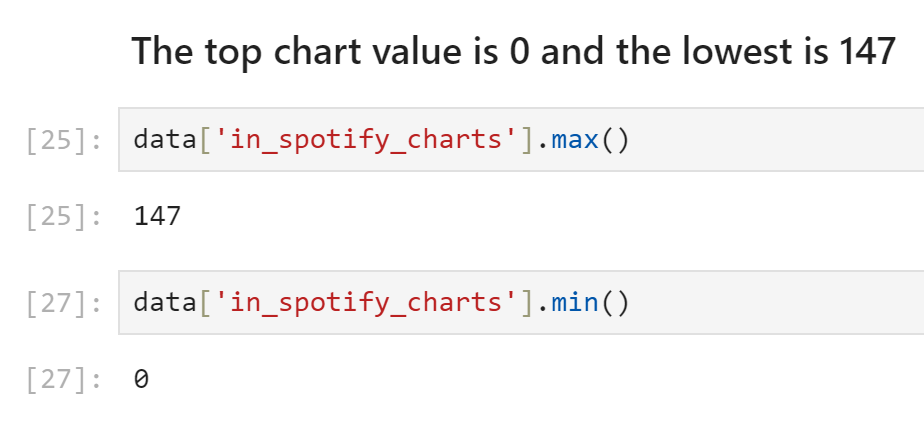 The top chart value is 0 and the lowest is 147
[25]: data['in_spotify_charts'].max()
[25]: 147
[27]: data['in_spotify_charts'].min()
[27]: 0